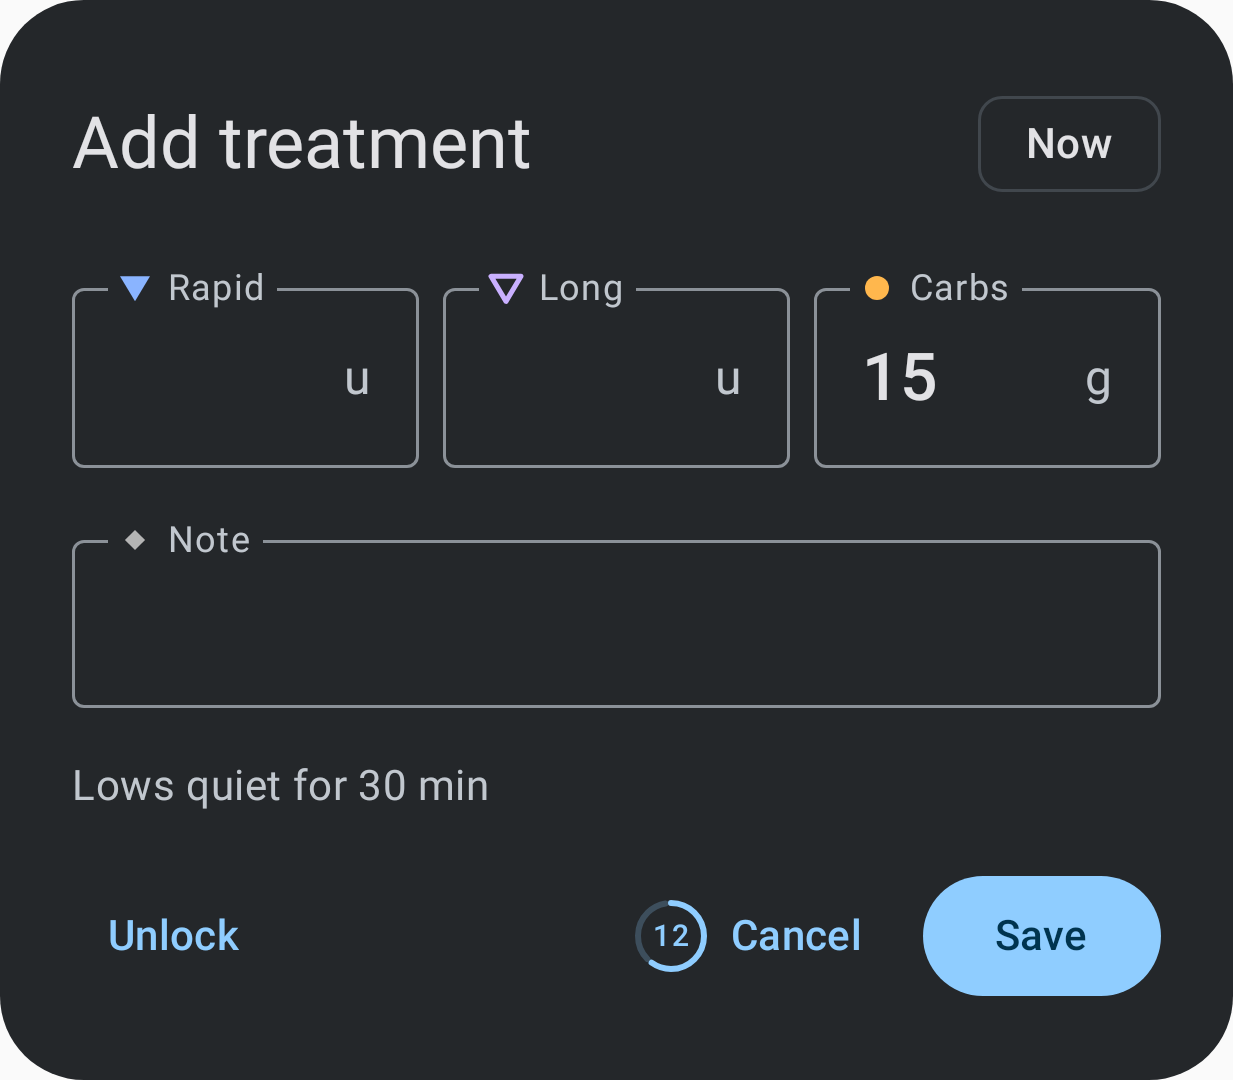 Add treatment
Now
Rapid
Long
Carbs
u
u
15 g
Note
Lows quiet for 30 min
Unlock
12
Cancel
Save